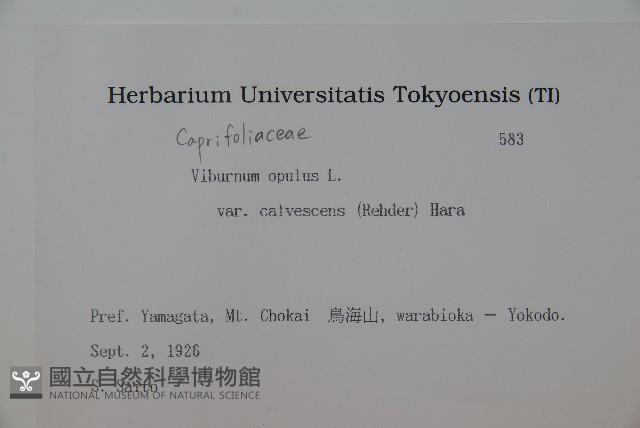 Herbarium Universitatis Tokyoensis (TI)
Caprifoliaceae 583
Viburnum opulus L.
var. calvescens (Rehder) Hara
Pref. Yamagata, Mt. Chokai 鳥海山, warabioka — Yokodo.
Sept. 2, 1926
S. Saito
國立自然科學博物館
NATIONAL MUSEUM OF NATURAL SCIENCE